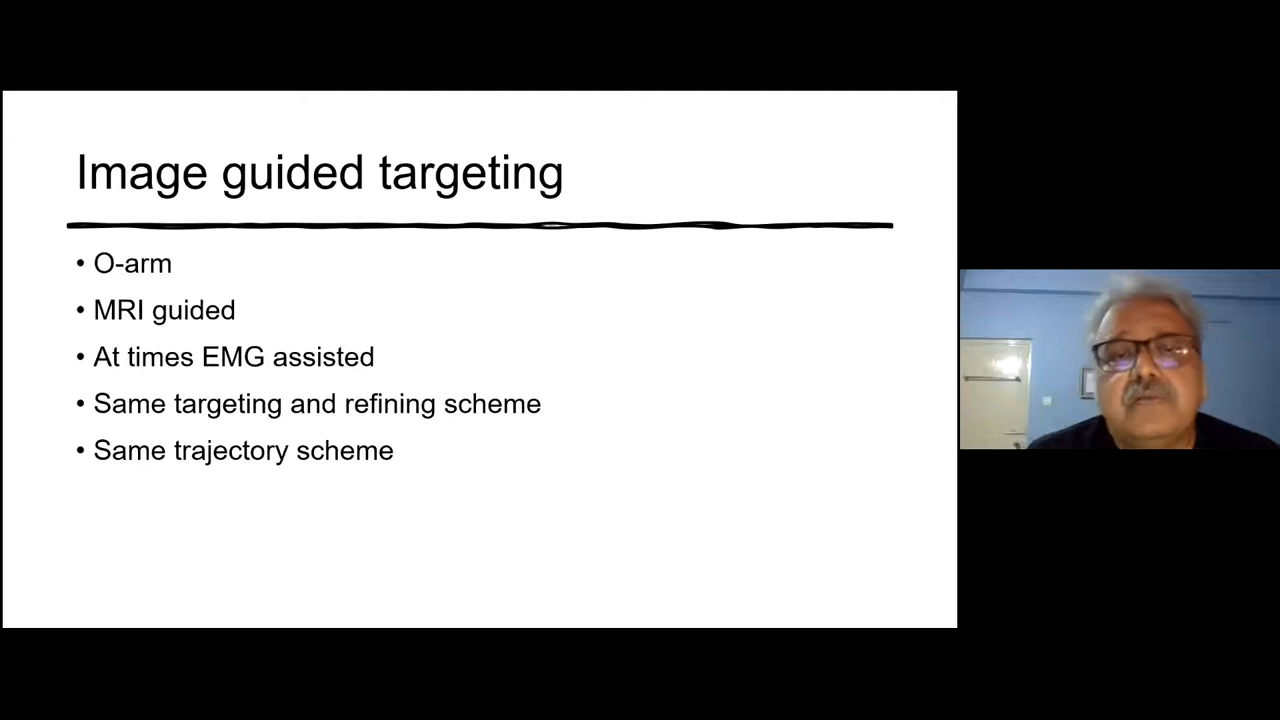 Image guided targeting
• O-arm
• MRI guided
• At times EMG assisted
• Same targeting and refining scheme
• Same trajectory scheme